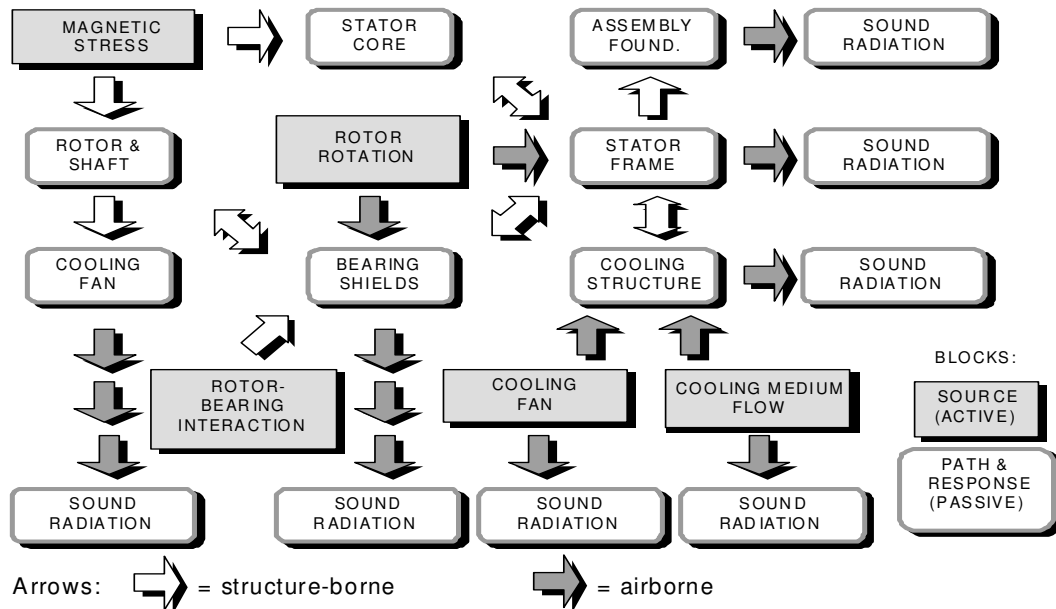 MAGNETIC
STRESS
STATOR
CORE
ASSEMBLY
FOUND.
SOUND
RADIATION
ROTOR &
SHAFT
ROTOR
ROTATION
STATOR
FRAME
SOUND
RADIATION
COOLING
FAN
BEARING
SHIELDS
COOLING
STRUCTURE
SOUND
RADIATION
ROTOR-
BEARING
INTERACTION
COOLING
FAN
COOLING MEDIUM
FLOW
BLOCKS:
SOURCE
(ACTIVE)
PATH &
RESPONSE
(PASSIVE)
SOUND
RADIATION
SOUND
RADIATION
SOUND
RADIATION
SOUND
RADIATION
Arrows: = structure-borne = airborne